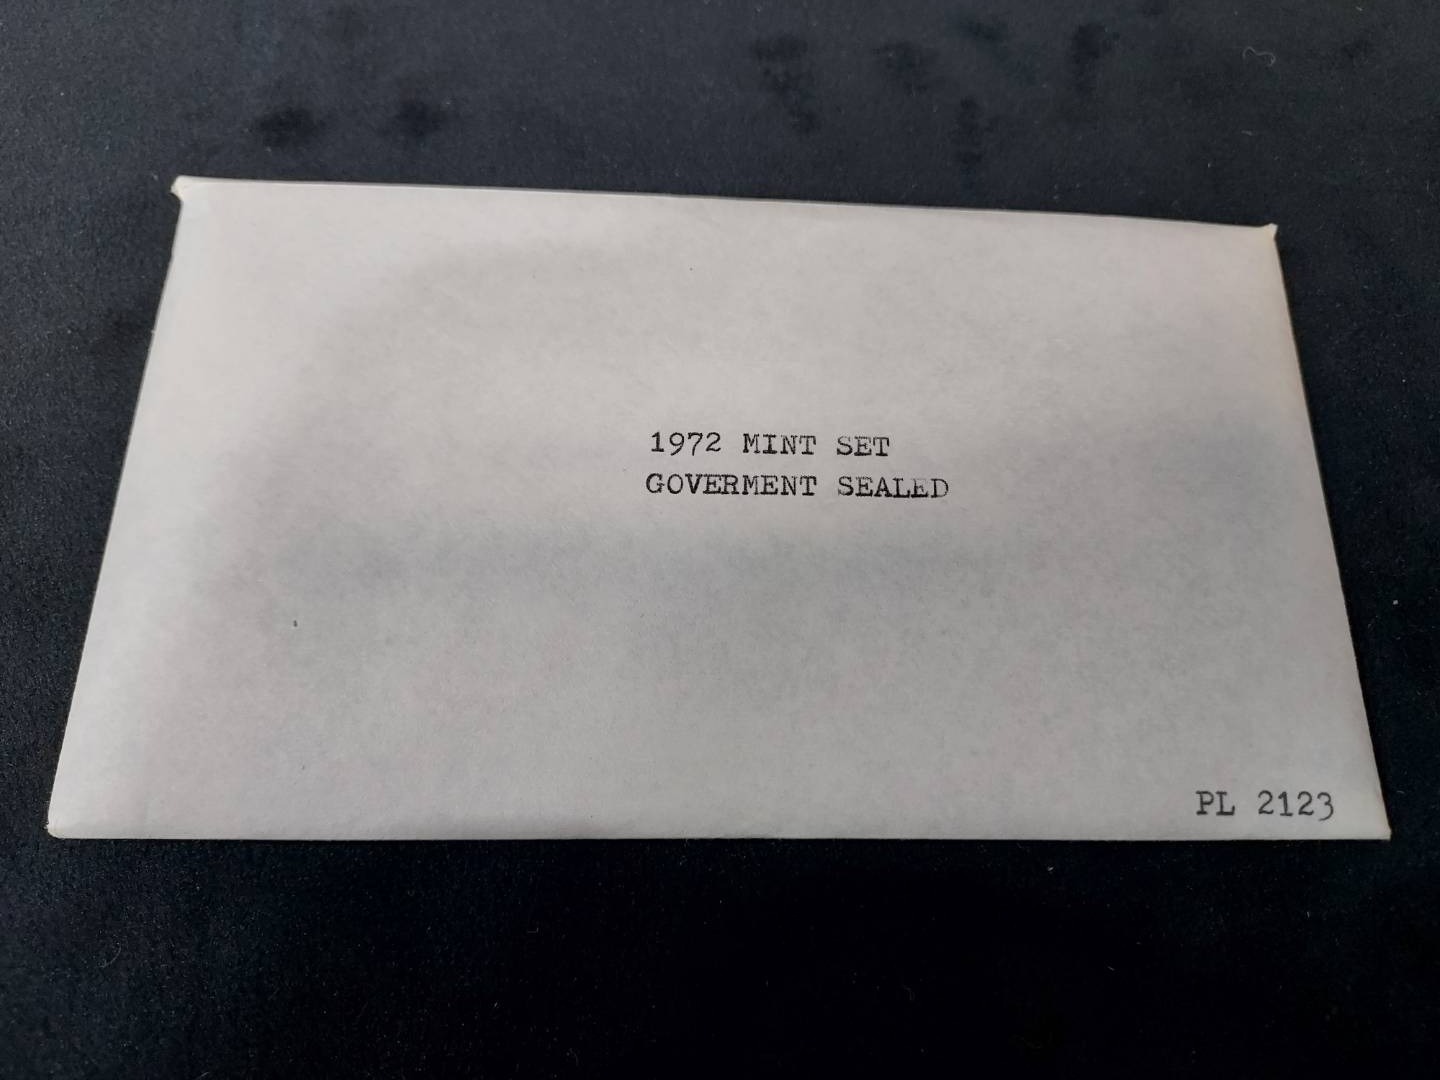 1972 MINT SET
GOVERMENT SEALED
PL 2123